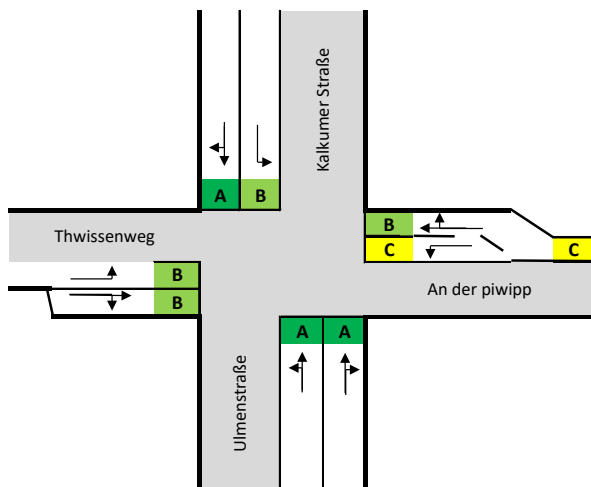 Kalkumer Straße
A B
Thwissenweg
B
C
C
B
B
An der piwipp
A A
Ulmenstraße